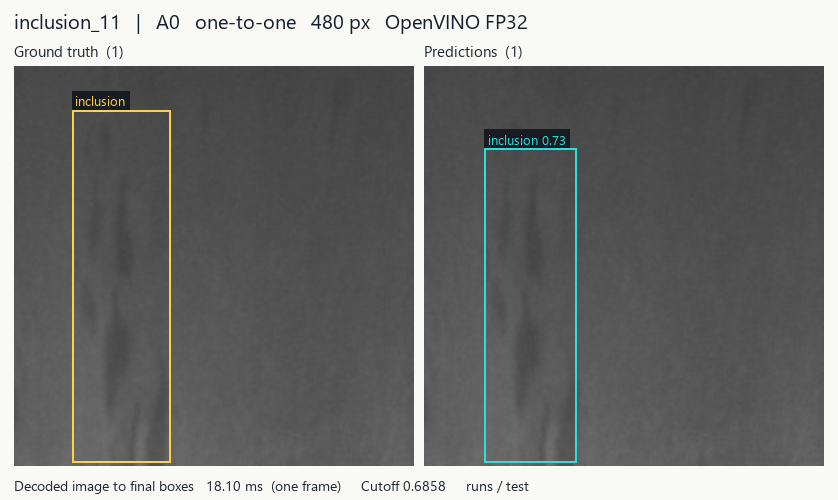 inclusion_11 | A0 one-to-one 480 px OpenVINO FP32
Ground truth (1)
Predictions (1)
inclusion
inclusion 0.73
Decoded image to final boxes 18.10 ms (one frame) Cutoff 0.6858 runs / test